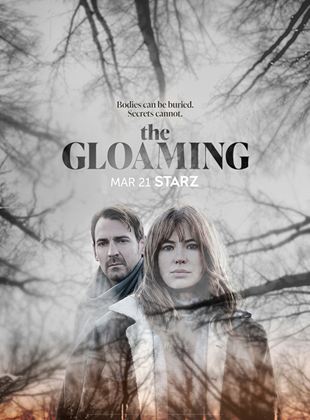 Bodies can be buried.
Secrets cannot.
the
GLOAMING
MAR 21 STARZ